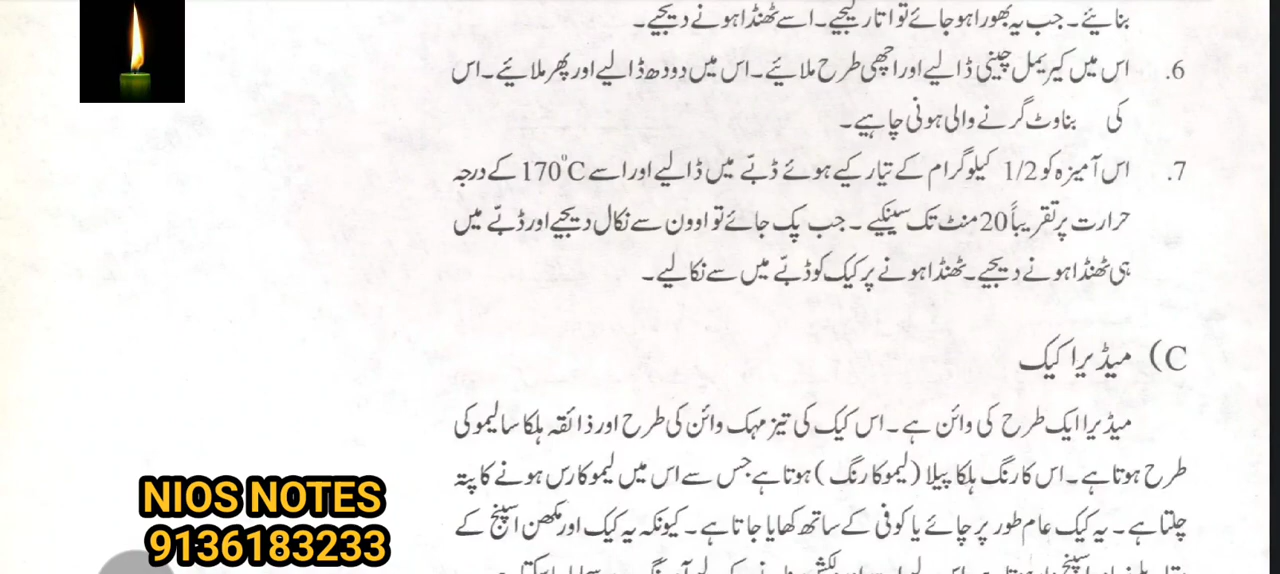 بنائیے۔ جب یہ بھورا ہو جائے تو اتار لیجیے۔ اسے ٹھنڈا ہونے دیجیے۔
6. اس میں کیریمل چینی ڈالیے اور اچھی طرح ملائیے۔ اس میں دودھ ڈالیے اور پھر ملائیے۔ اس
کی بناوٹ گرنے والی ہونی چاہیے۔
7. اس آمیزہ کو 1/2 کیلوگرام کے تیار کیے ہوئے ڈبّے میں ڈالیے اور اسے 170°C کے درجہ
حرارت پر تقریباً 20 منٹ تک سینکیے۔ جب پک جائے تو اوون سے نکال دیجیے اور ڈبّے میں
ہی ٹھنڈا ہونے دیجیے۔ ٹھنڈا ہونے پر کیک کو ڈبّے میں سے نکالیے۔
C) میڈیرا کیک
میڈیرا ایک طرح کی وائن ہے۔ اس کیک کی تیز مہک وائن کی طرح اور ذائقہ ہلکا سا لیمو کی
طرح ہوتا ہے۔ اس کا رنگ ہلکا پیلا (لیمو کا رنگ) ہوتا ہے جس سے اس میں لیمو کا رس ہونے کا پتہ
چلتا ہے۔ یہ کیک عام طور پر چائے یا کوفی کے ساتھ کھایا جاتا ہے۔ کیونکہ یہ کیک اور مکھن اسپنج کے
NIOS NOTES
9136183233